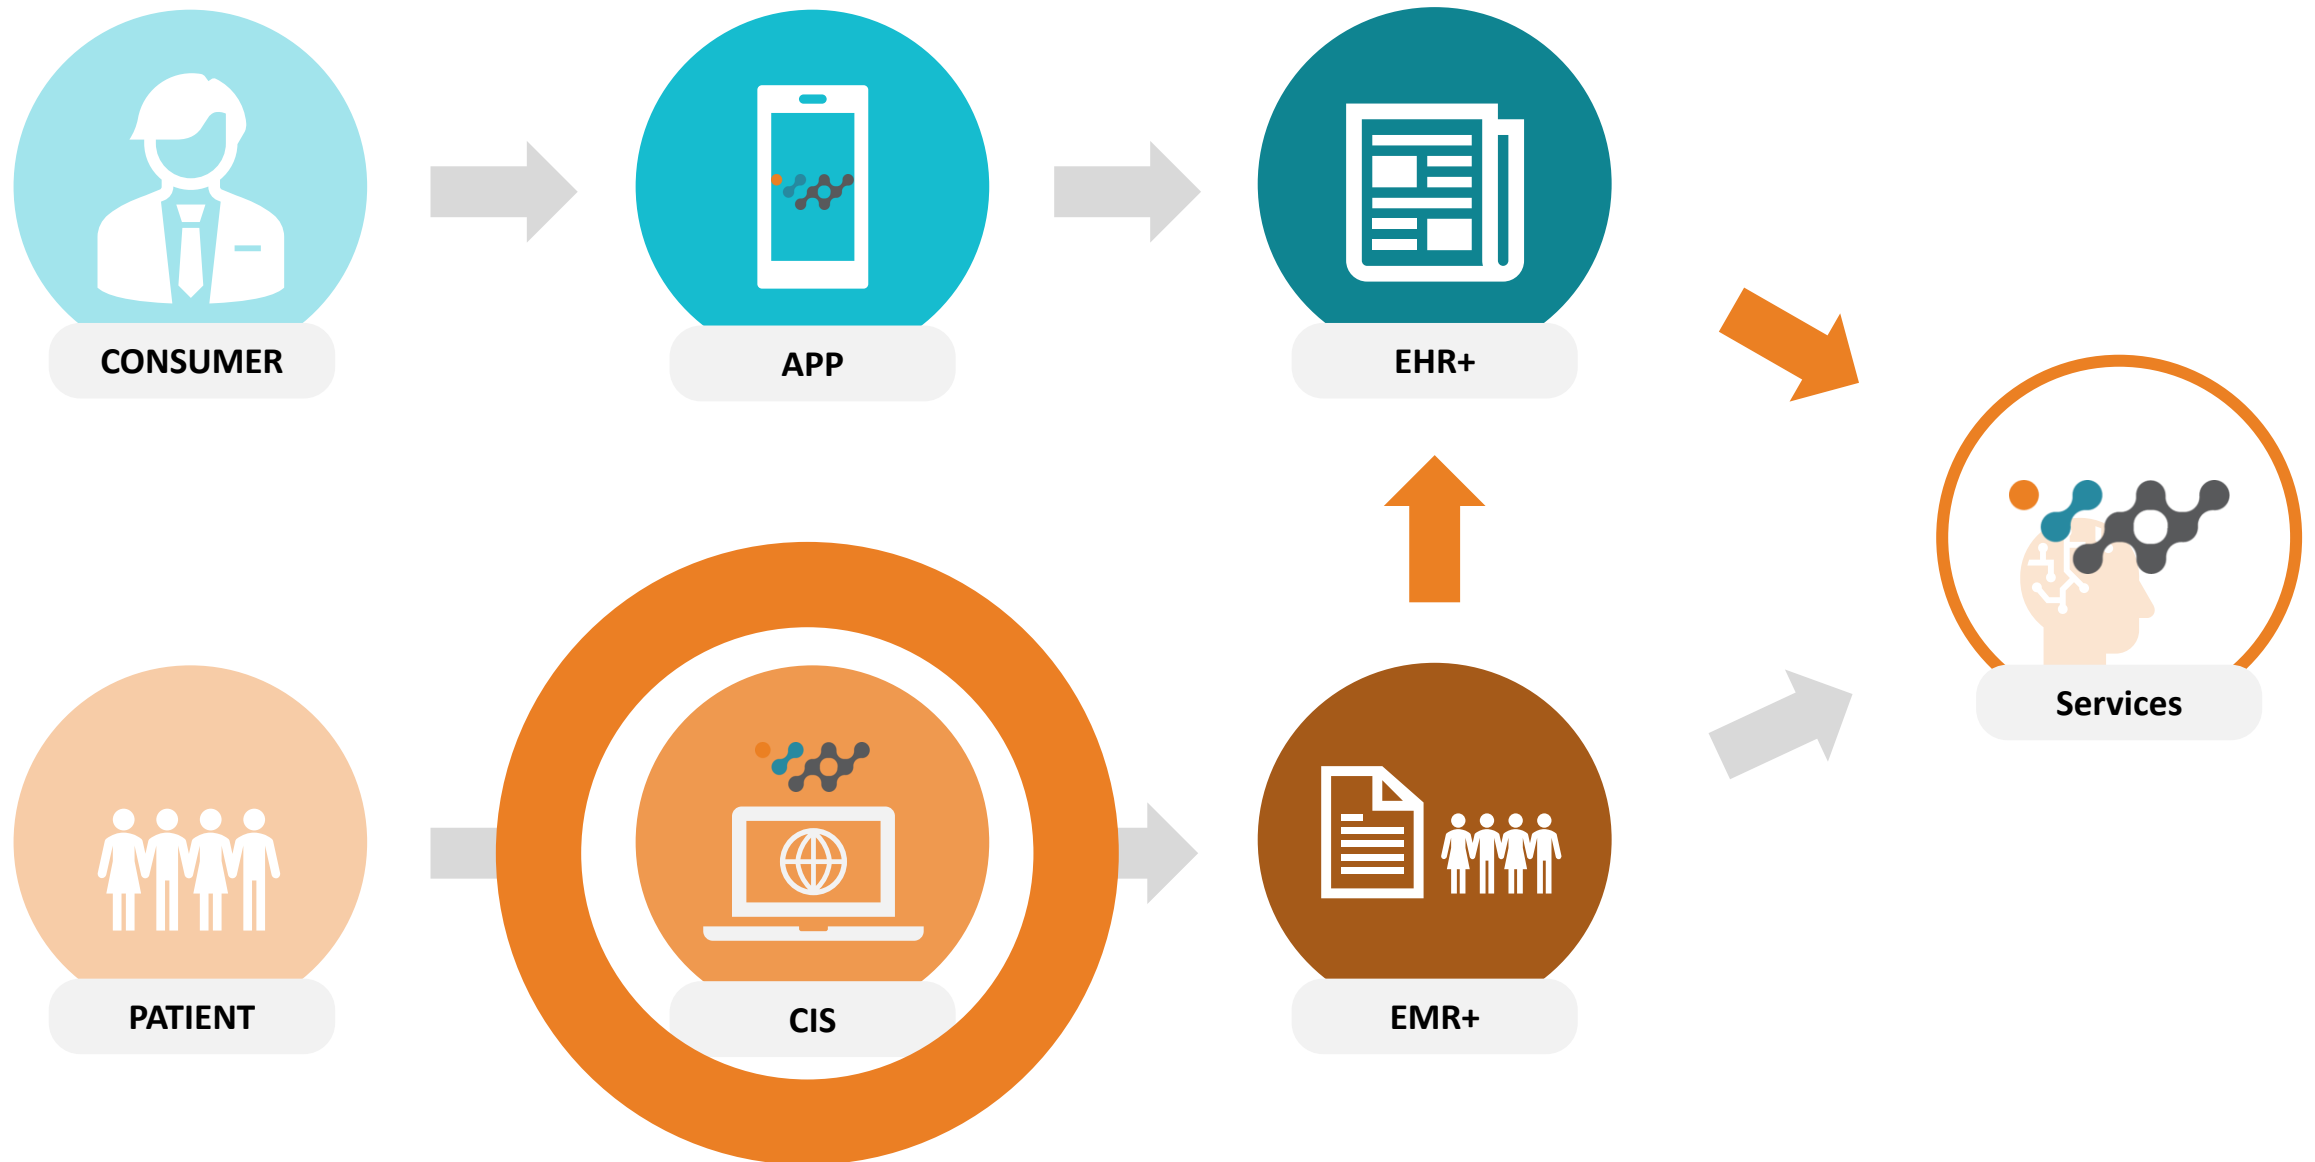 CONSUMER
APP
EHR+
Services
PATIENT
CIS
EMR+